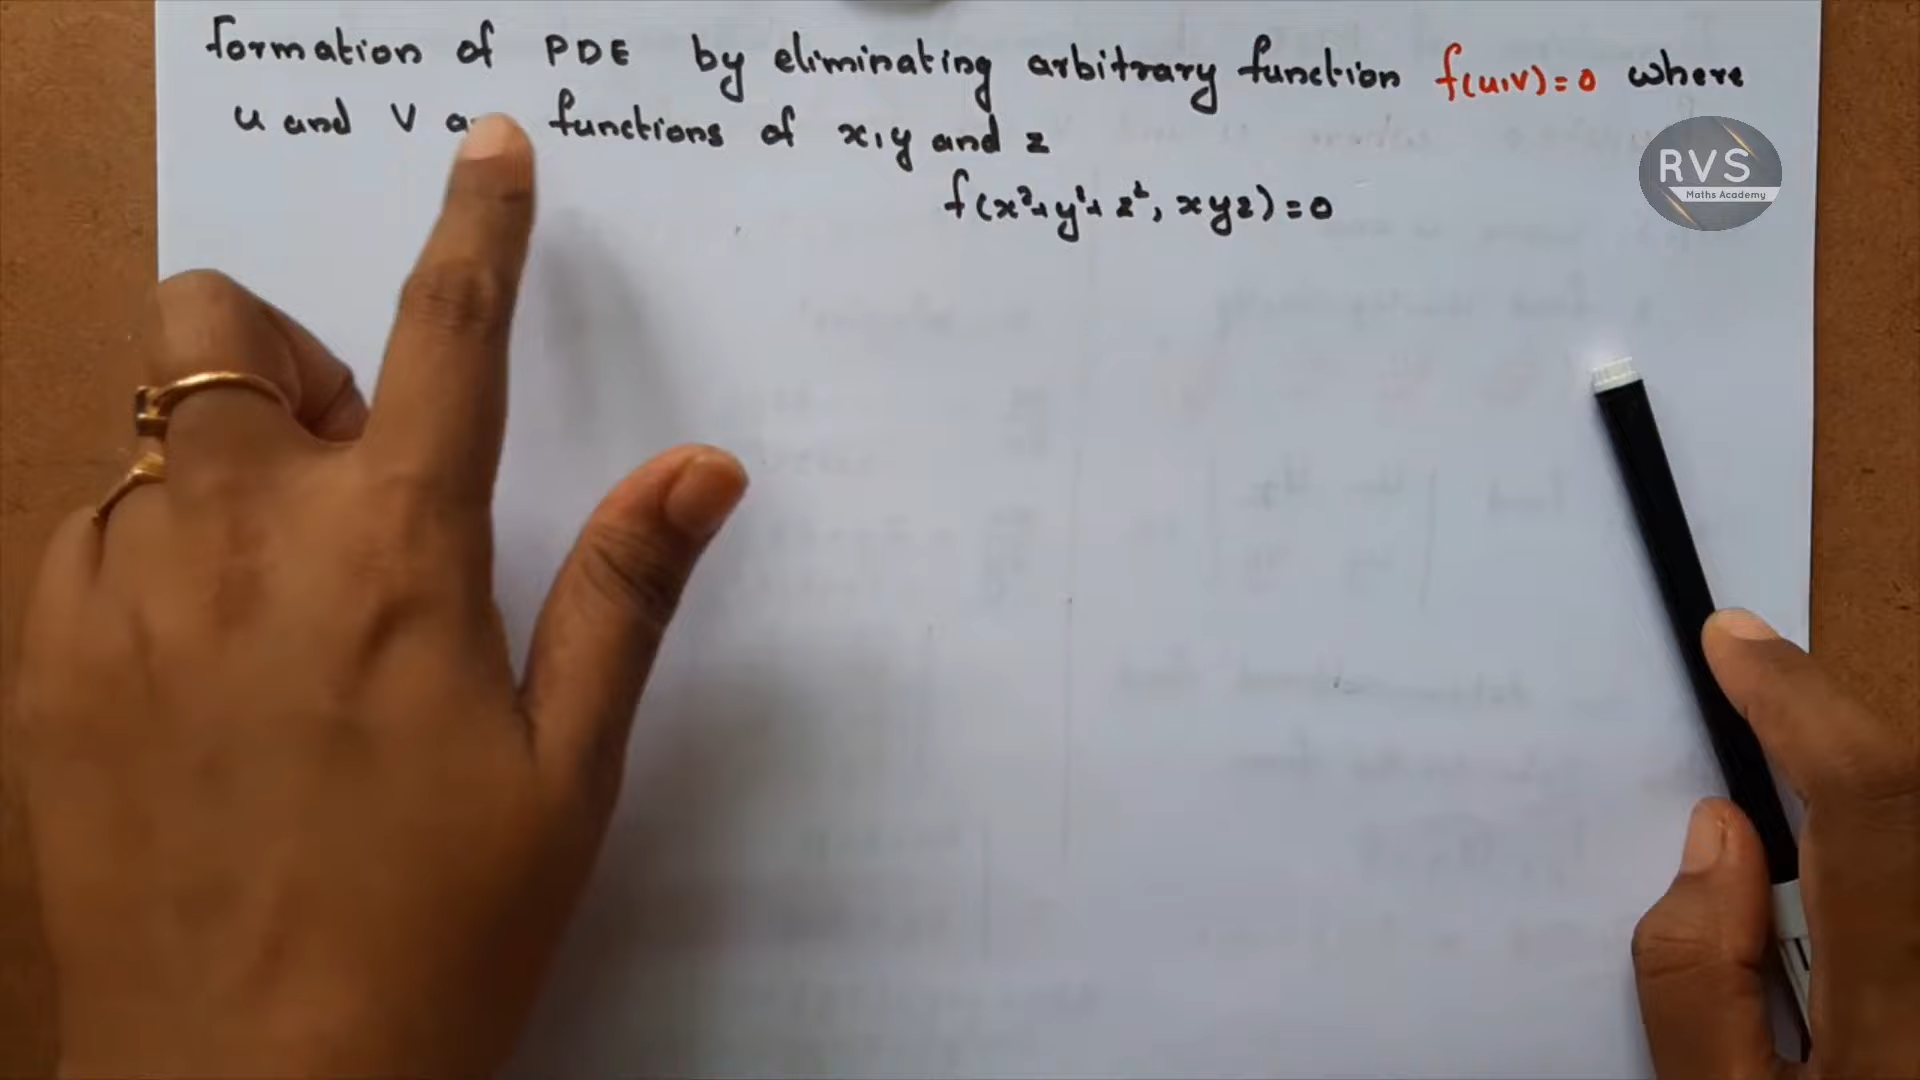 formation of PDE by eliminating arbitrary function f(u,v)=0 where
u and v functions of x,y and z
f(x²+y²+z², xyz)=0
RVS
Maths Academy